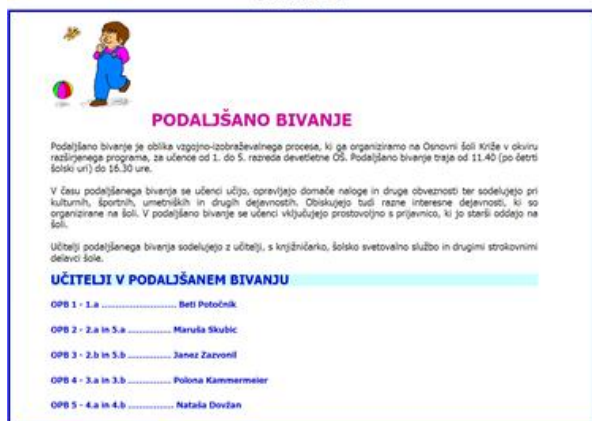 PODALJŠANO BIVANJE
Podaljšano bivanje je oblika vzgojno-izobraževalnega procesa, ki ga organiziramo na Osnovni šoli Križe v okviru
razširjenega programa, za učence od 1. do 5. razreda devetletne OŠ. Podaljšano bivanje traja od 11.40 (po četrti
šolski uri) do 16.30 ure.
V času podaljšanega bivanja se učenci učijo, opravljajo domače naloge in druge obveznosti ter sodelujejo pri
kulturnih, športnih, umetniških in drugih dejavnostih. Obiskujejo tudi razne interesne dejavnosti, ki so
organizirane na šoli. V podaljšano bivanje se učenci vključujejo prostovoljno s prijavnico, ki jo starši oddajo na
šoli.
Učitelji podaljšanega bivanja sodelujejo z učitelji, s knjižničarko, šolsko svetovalno službo in drugimi strokovnimi
delavci šole.
UČITELJI V PODALJŠANEM BIVANJU
OPB 1 - 1.a .......................... Beti Potočnik
OPB 2 - 2.a in 5.a ............... Maruša Skubic
OPB 3 - 2.b in 5.b ............... Janez Zazvonil
OPB 4 - 3.a in 3.b ............... Polona Kammermeier
OPB 5 - 4.a in 4.b ................ Nataša Dovžan